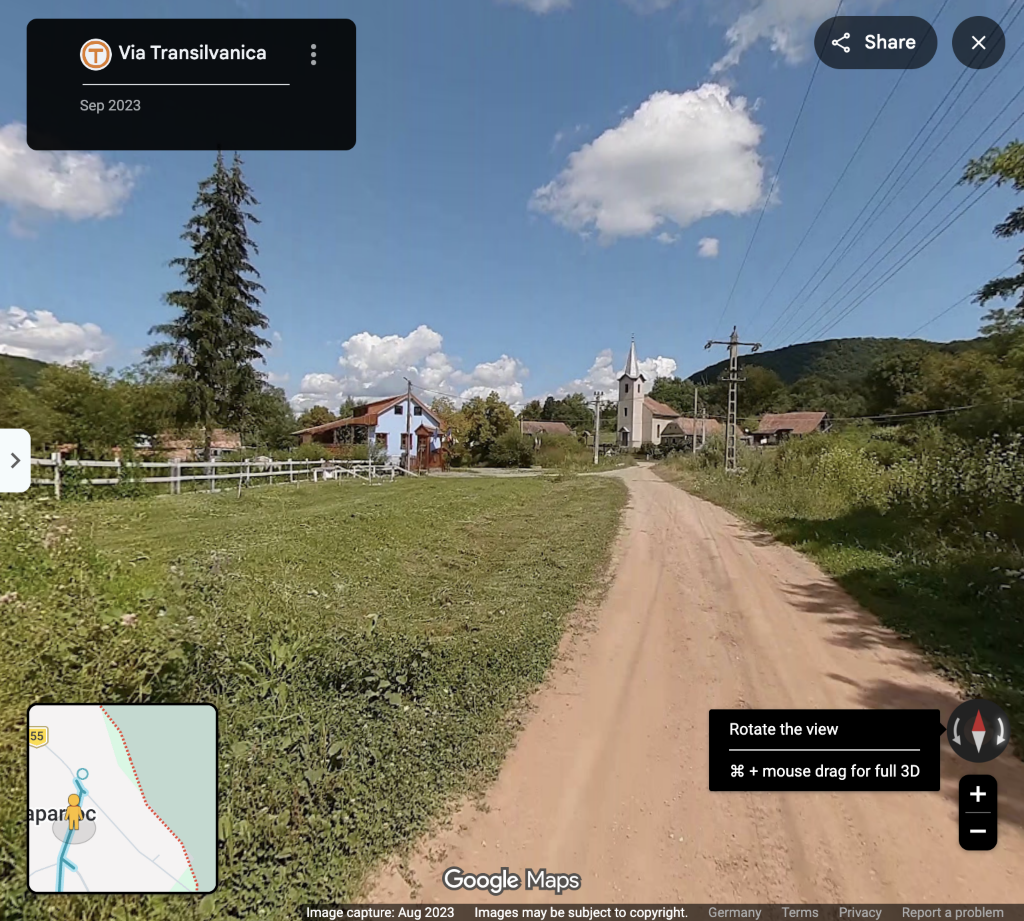 Via Transilvanica
Sep 2023
Share
55
Rotate the view
⌘ + mouse drag for full 3D
Google Maps
Image capture: Aug 2023 Images may be subject to copyright. Germany Terms Privacy Report a problem